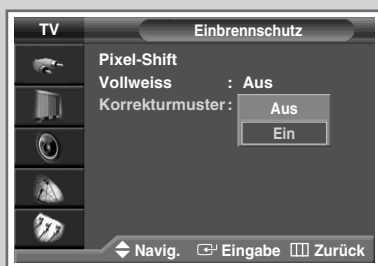 TV Einbrennschutz
Pixel-Shift
Vollweiss : Aus
Korrekturmuster : Aus
Ein
Navig. Eingabe Zurück